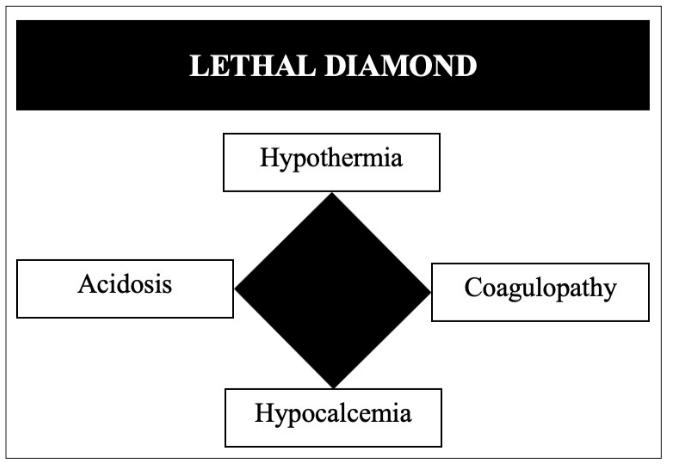 LETHAL DIAMOND
Hypothermia
Acidosis
Coagulopathy
Hypocalcemia